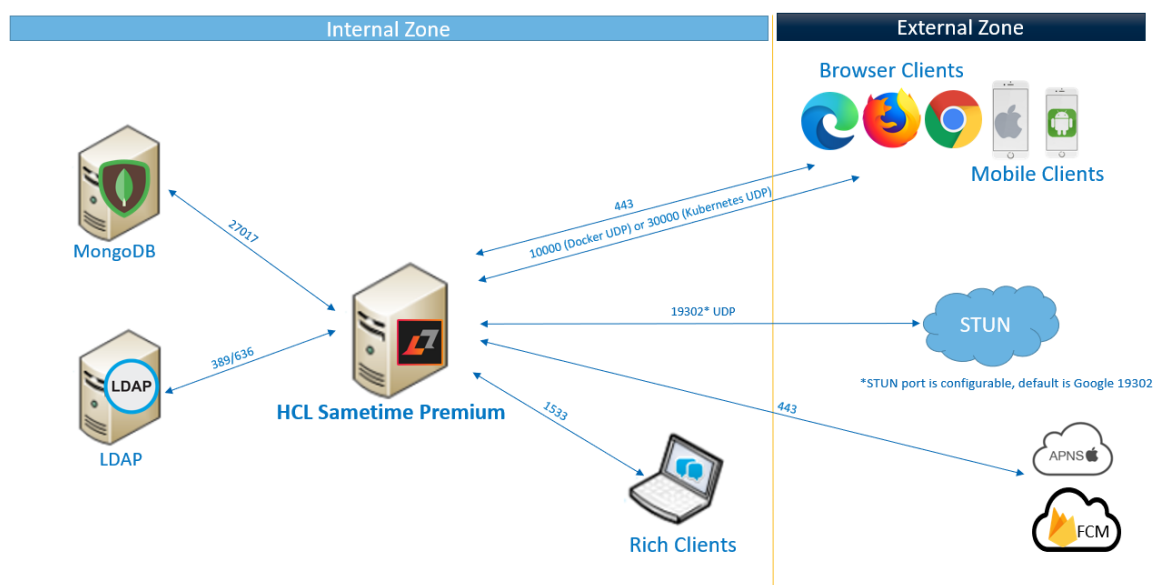 Internal Zone
External Zone
Browser Clients
Mobile Clients
443
10000 (Docker UDP) or 30000 (Kubernetes UDP)
MongoDB
27017
19302* UDP
STUN
*STUN port is configurable, default is Google 19302
389/636
LDAP
HCL Sametime Premium
LDAP
1533
443
APNS
Rich Clients
FCM